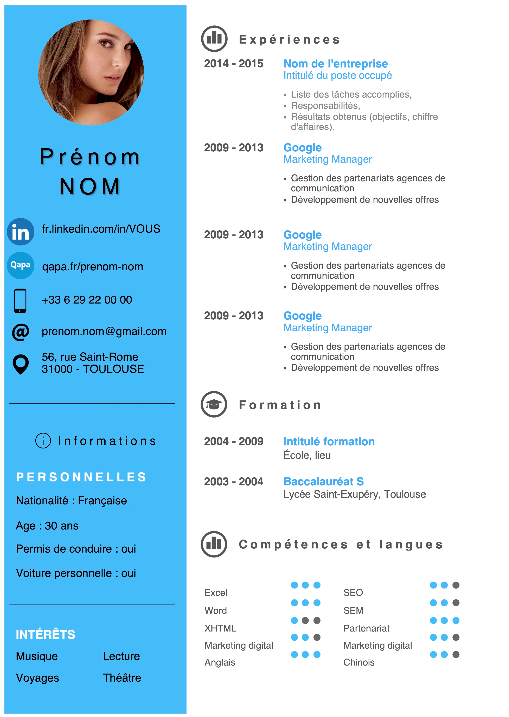 Prénom
NOM
in
fr.linkedin.com/in/VOUS
Qapa
qapa.fr/prenom-nom
+33 6 29 22 00 00
@
prenom.nom@gmail.com
56, rue Saint-Rome
31000 - TOULOUSE
i Informations
PERSONNELLES
Nationalité : Française
Age : 30 ans
Permis de conduire : oui
Voiture personnelle : oui
INTÉRÊTS
Musique Lecture
Voyages Théâtre
Expériences
2014 - 2015 Nom de l'entreprise
Intitulé du poste occupé
• Liste des tâches accomplies,
• Responsabilités,
• Résultats obtenus (objectifs, chiffre
d'affaires).
2009 - 2013 Google
Marketing Manager
• Gestion des partenariats agences de
communication
• Développement de nouvelles offres
2009 - 2013 Google
Marketing Manager
• Gestion des partenariats agences de
communication
• Développement de nouvelles offres
2009 - 2013 Google
Marketing Manager
• Gestion des partenariats agences de
communication
• Développement de nouvelles offres
Formation
2004 - 2009 Intitulé formation
École, lieu
2003 - 2004 Baccalauréat S
Lycée Saint-Exupéry, Toulouse
Compétences et langues
Excel SEO
Word SEM
XHTML Partenariat
Marketing digital Marketing digital
Anglais Chinois